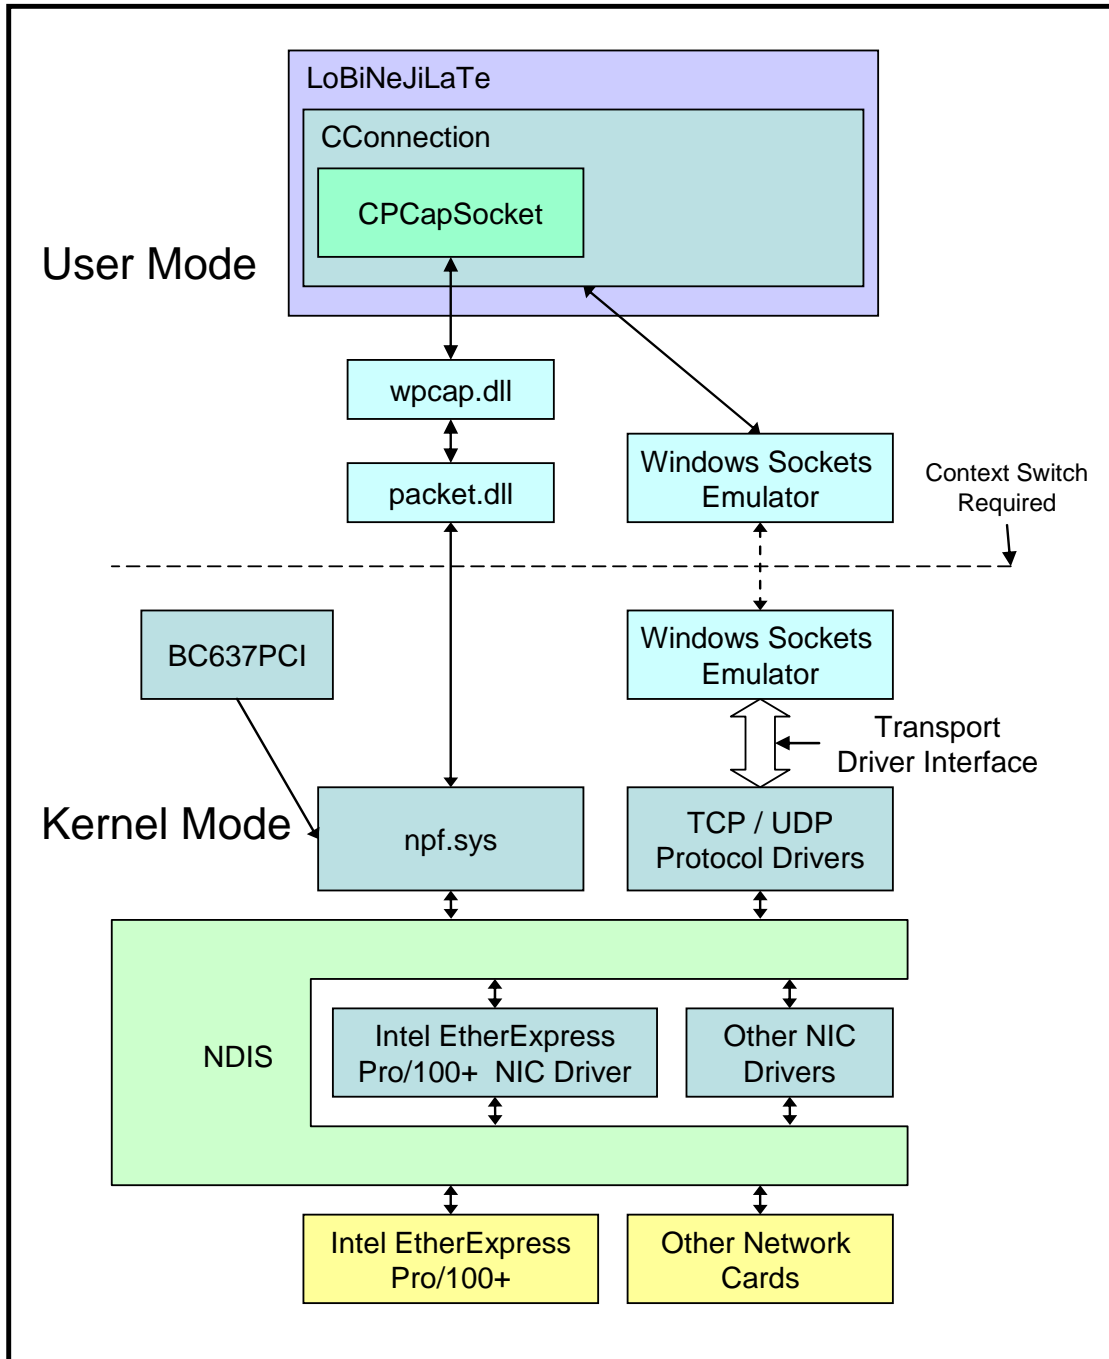 LoBiNeJiLaTe
CConnection
CPCapSocket
User Mode
wpcap.dll
packet.dll
Windows Sockets
Emulator
Context Switch
Required
BC637PCI
Windows Sockets
Emulator
Transport
Driver Interface
Kernel Mode
npf.sys
TCP / UDP
Protocol Drivers
NDIS
Intel EtherExpress
Pro/100+ NIC Driver
Other NIC
Drivers
Intel EtherExpress
Pro/100+
Other Network
Cards